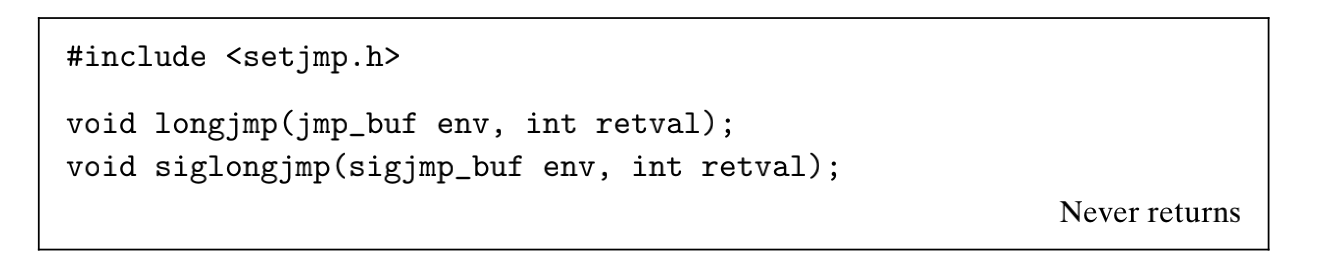 #include <setjmp.h>
void longjmp(jmp_buf env, int retval);
void siglongjmp(sigjmp_buf env, int retval);
Never returns